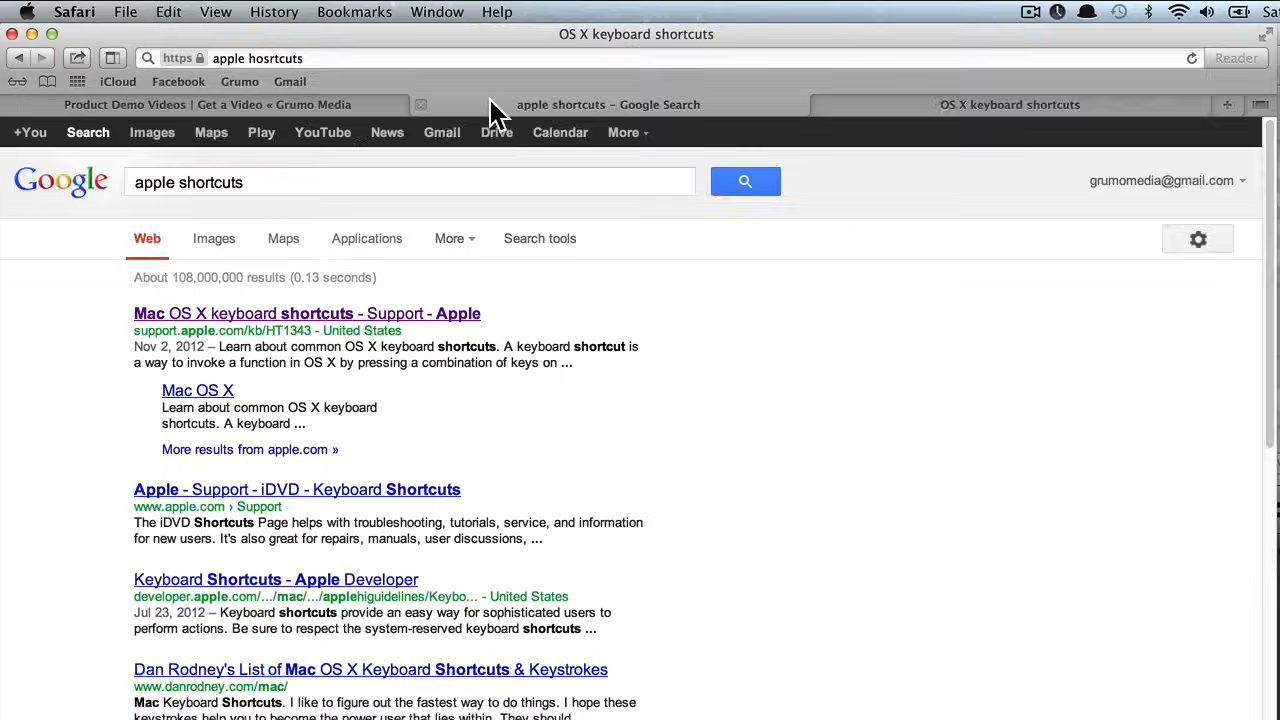 Safari File Edit View History Bookmarks Window Help
OS X keyboard shortcuts
https apple hosrtcuts Reader
iCloud Facebook Grumo Gmail
Product Demo Videos | Get a Video « Grumo Media apple shortcuts – Google Search OS X keyboard shortcuts
+You Search Images Maps Play YouTube News Gmail Drive Calendar More
Google apple shortcuts grumomedia@gmail.com
Web Images Maps Applications More Search tools
About 108,000,000 results (0.13 seconds)
Mac OS X keyboard shortcuts - Support - Apple
support.apple.com/kb/HT1343 - United States
Nov 2, 2012 – Learn about common OS X keyboard shortcuts. A keyboard shortcut is
a way to invoke a function in OS X by pressing a combination of keys on ...
Mac OS X
Learn about common OS X keyboard
shortcuts. A keyboard ...
More results from apple.com »
Apple - Support - iDVD - Keyboard Shortcuts
www.apple.com › Support
The iDVD Shortcuts Page helps with troubleshooting, tutorials, service, and information
for new users. It's also great for repairs, manuals, user discussions, ...
Keyboard Shortcuts - Apple Developer
developer.apple.com/.../mac/.../applehiguidelines/Keybo... - United States
Jul 23, 2012 – Keyboard shortcuts provide an easy way for sophisticated users to
perform actions. Be sure to respect the system-reserved keyboard shortcuts ...
Dan Rodney's List of Mac OS X Keyboard Shortcuts & Keystrokes
www.danrodney.com/mac/
Mac Keyboard Shortcuts. I like to figure out the fastest way to do things. I hope these
keystrokes help you to become the power user that lies within. They should